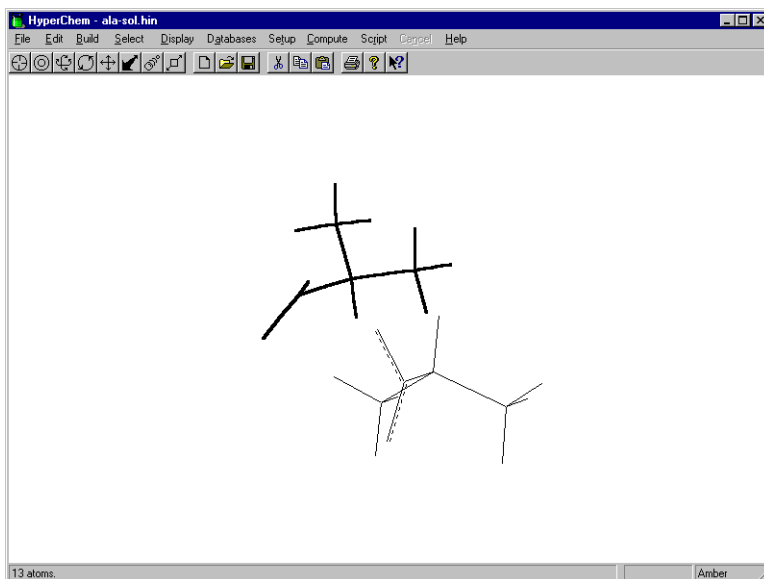 HyperChem - ala-sol.hin
File Edit Build Select Display Databases Setup Compute Script Cancel Help
13 atoms. Amber